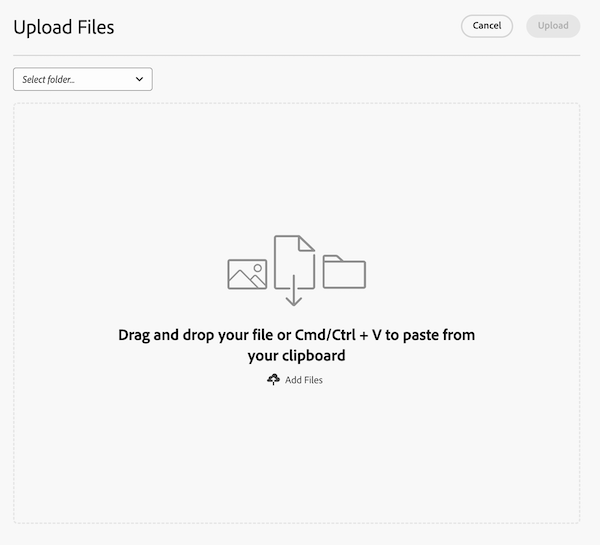 Upload Files
Cancel
Upload
Select folder...
Drag and drop your file or Cmd/Ctrl + V to paste from
your clipboard
Add Files